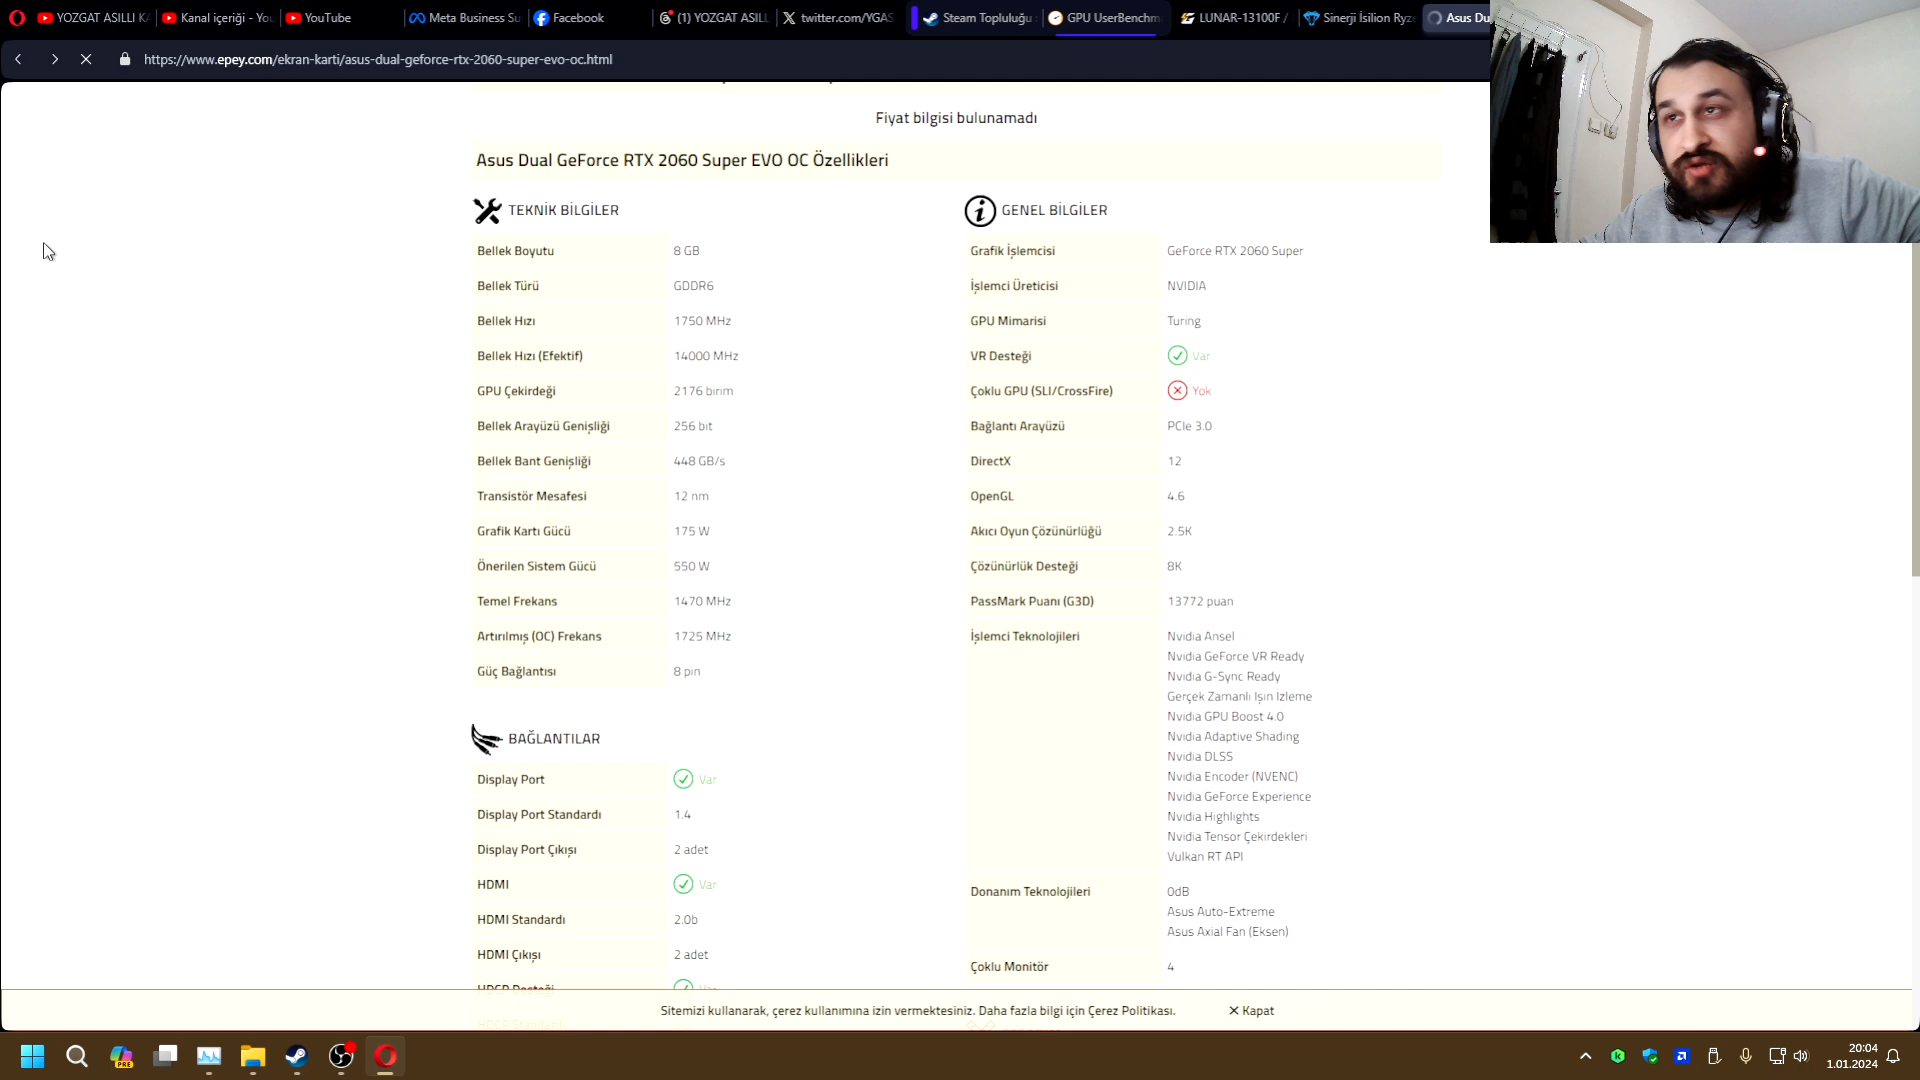 YOZGAT ASILLI KA
Kanal içeriği - You
YouTube
Meta Business Su
Facebook
(1) YOZGAT ASILL
twitter.com/YGAS
Steam Topluluğu
GPU UserBenchm
LUNAR-13100F /
Sinerji İsilion Ryze
Asus Du
https://www.epey.com/ekran-karti/asus-dual-geforce-rtx-2060-super-evo-oc.html
Fiyat bilgisi bulunamadı
Asus Dual GeForce RTX 2060 Super EVO OC Özellikleri
TEKNİK BİLGİLER
Bellek Boyutu 8 GB
Bellek Türü GDDR6
Bellek Hızı 1750 MHz
Bellek Hızı (Efektif) 14000 MHz
GPU Çekirdeği 2176 birim
Bellek Arayüzü Genişliği 256 bit
Bellek Bant Genişliği 448 GB/s
Transistör Mesafesi 12 nm
Grafik Kartı Gücü 175 W
Önerilen Sistem Gücü 550 W
Temel Frekans 1470 MHz
Artırılmış (OC) Frekans 1725 MHz
Güç Bağlantısı 8 pin
BAĞLANTILAR
Display Port Var
Display Port Standardı 1.4
Display Port Çıkışı 2 adet
HDMI Var
HDMI Standardı 2.0b
HDMI Çıkışı 2 adet
HDCP Desteği Var
GENEL BİLGİLER
Grafik İşlemcisi GeForce RTX 2060 Super
İşlemci Üreticisi NVIDIA
GPU Mimarisi Turing
VR Desteği Var
Çoklu GPU (SLI/CrossFire) Yok
Bağlantı Arayüzü PCIe 3.0
DirectX 12
OpenGL 4.6
Akıcı Oyun Çözünürlüğü 2.5K
Çözünürlük Desteği 8K
PassMark Puanı (G3D) 13772 puan
İşlemci Teknolojileri Nvidia Ansel
Nvidia GeForce VR Ready
Nvidia G-Sync Ready
Gerçek Zamanlı Işın İzleme
Nvidia GPU Boost 4.0
Nvidia Adaptive Shading
Nvidia DLSS
Nvidia Encoder (NVENC)
Nvidia GeForce Experience
Nvidia Highlights
Nvidia Tensor Çekirdekleri
Vulkan RT API
Donanım Teknolojileri 0dB
Asus Auto-Extreme
Asus Axial Fan (Eksen)
Çoklu Monitör 4
Sitemizi kullanarak, çerez kullanımına izin vermektesiniz. Daha fazla bilgi için Çerez Politikası. Kapat
PRE
20:04
1.01.2024